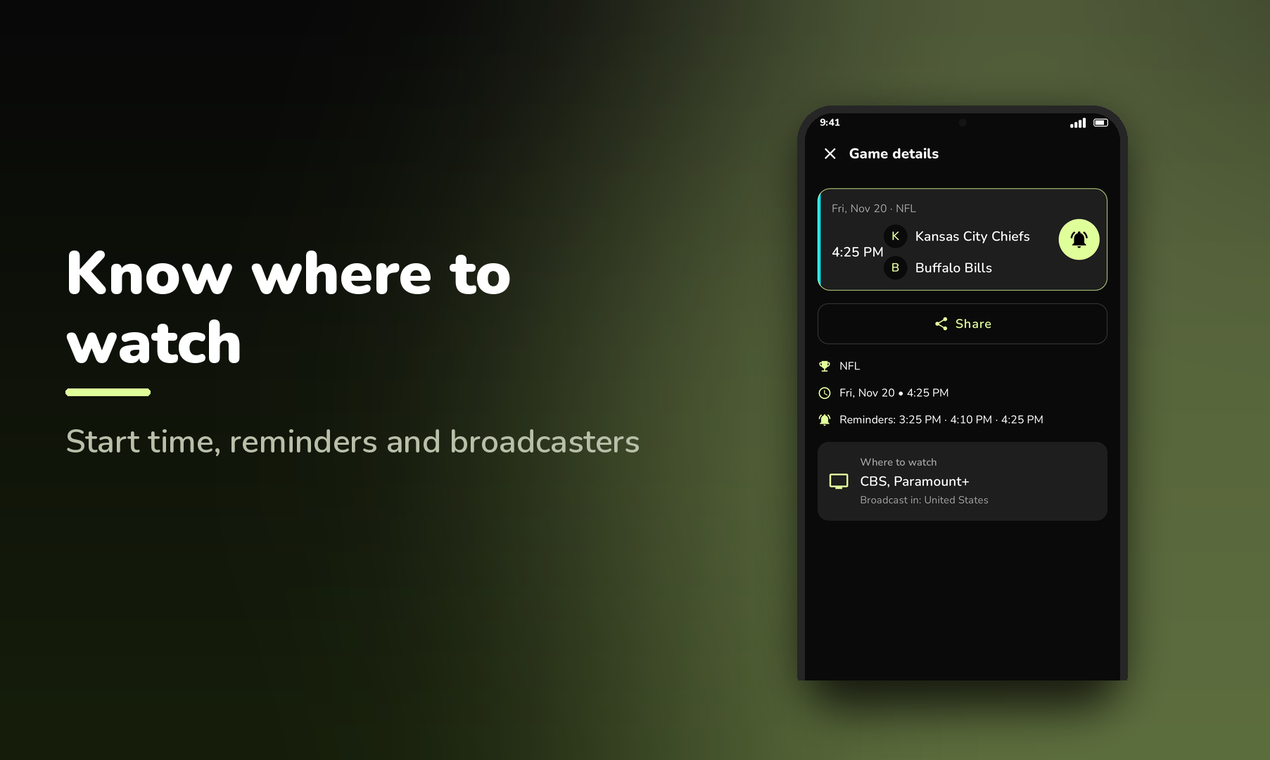 Know where to
watch
Start time, reminders and broadcasters
9:41
Game details
Fri, Nov 20 · NFL
4:25 PM
K Kansas City Chiefs
B Buffalo Bills
Share
NFL
Fri, Nov 20 • 4:25 PM
Reminders: 3:25 PM · 4:10 PM · 4:25 PM
Where to watch
CBS, Paramount+
Broadcast in: United States